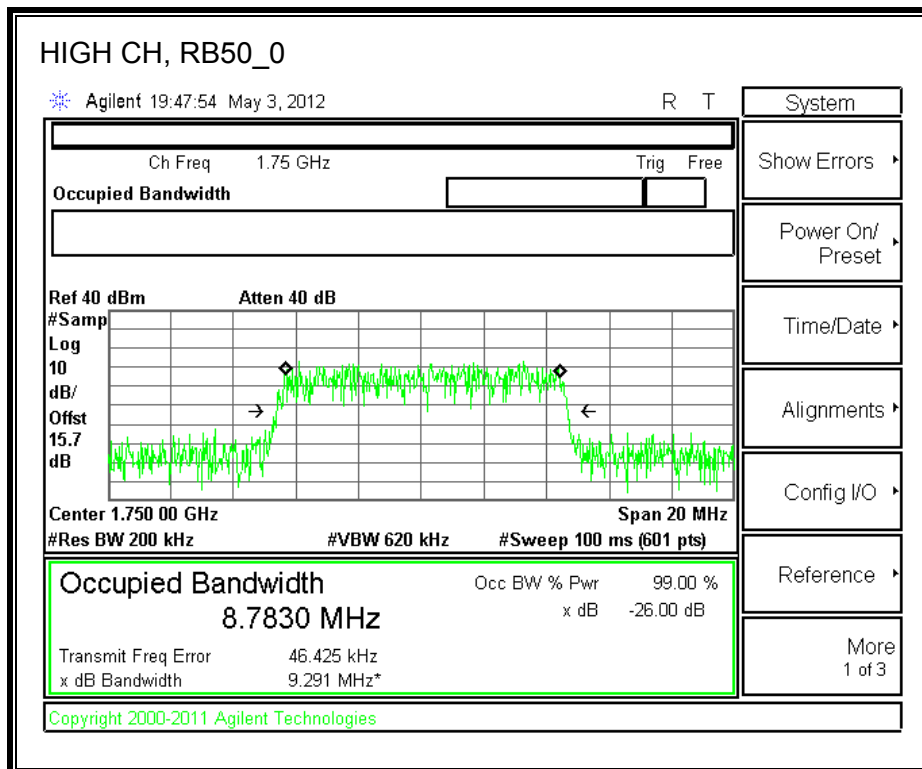 HIGH CH, RB50_0
Agilent 19:47:54 May 3, 2012 R T
System
Ch Freq 1.75 GHz Trig Free
Occupied Bandwidth
Show Errors
Power On/
Preset
Time/Date
Alignments
Config I/O
Reference
More
1 of 3
Ref 40 dBm Atten 40 dB
#Samp
Log
10
dB/
Offst
15.7
dB
Center 1.750 00 GHz Span 20 MHz
#Res BW 200 kHz #VBW 620 kHz #Sweep 100 ms (601 pts)
Occupied Bandwidth
8.7830 MHz
Occ BW % Pwr 99.00 %
x dB -26.00 dB
Transmit Freq Error 46.425 kHz
x dB Bandwidth 9.291 MHz*
Copyright 2000-2011 Agilent Technologies